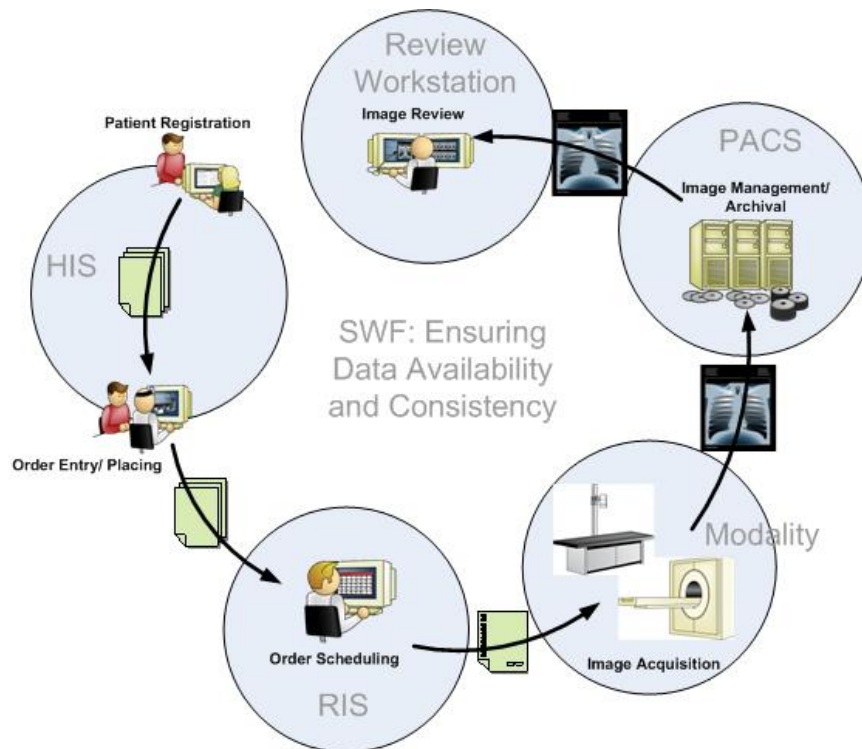 Review
Workstation
Image Review
Patient Registration
PACS
Image Management/
Archival
HIS
SWF: Ensuring
Data Availability
and Consistency
Order Entry/ Placing
Modality
Order Scheduling
Image Acquisition
RIS